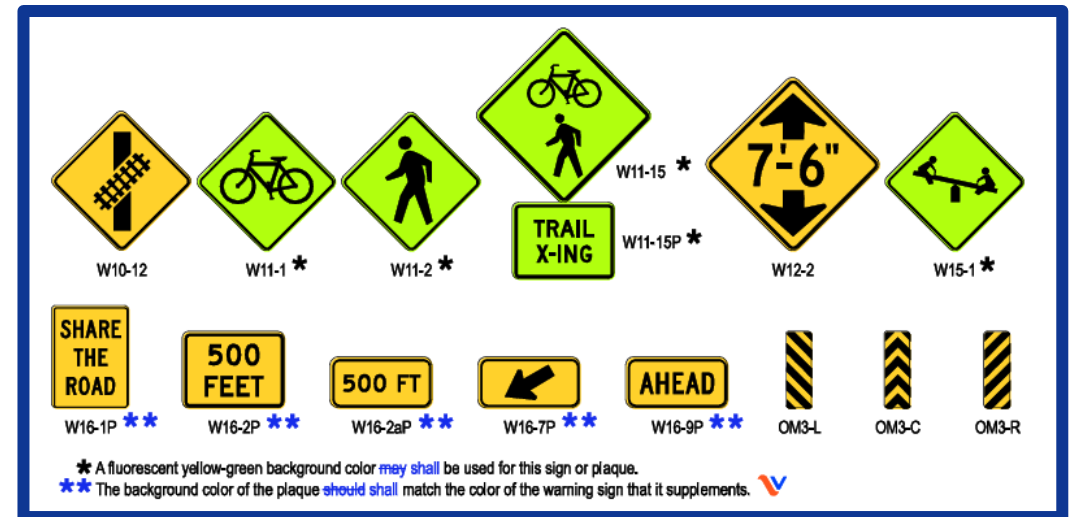 7'-6"
W11-15 *
TRAIL
X-ING
W11-15P *
W10-12
W11-1 *
W11-2 *
W12-2
W15-1 *
SHARE
THE
ROAD
500
FEET
500 FT
AHEAD
W16-1P **
W16-2P **
W16-2aP **
W16-7P **
W16-9P **
OM3-L
OM3-C
OM3-R
* A fluorescent yellow-green background color may shall be used for this sign or plaque.
** The background color of the plaque should shall match the color of the warning sign that it supplements.